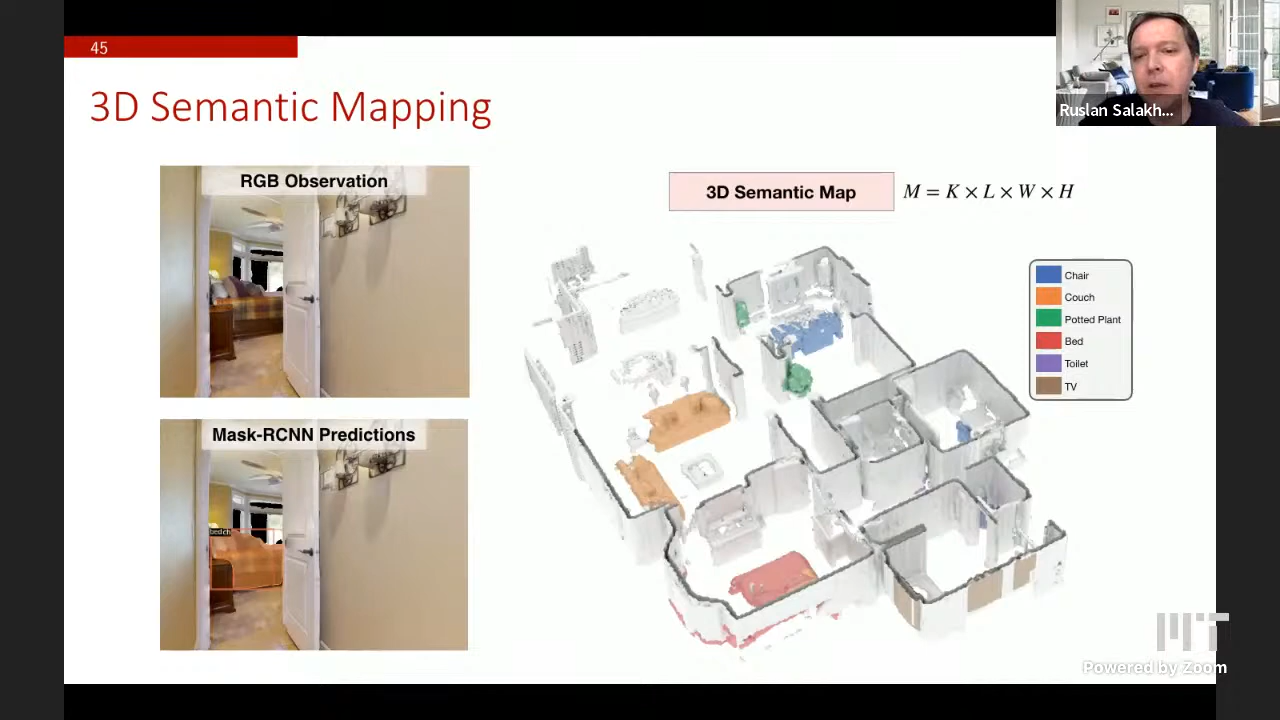 45
3D Semantic Mapping
RGB Observation
Mask-RCNN Predictions
3D Semantic Map
M = K × L × W × H
Chair
Couch
Potted Plant
Bed
Toilet
TV
Ruslan Salakh...
MIT
Powered by Zoom